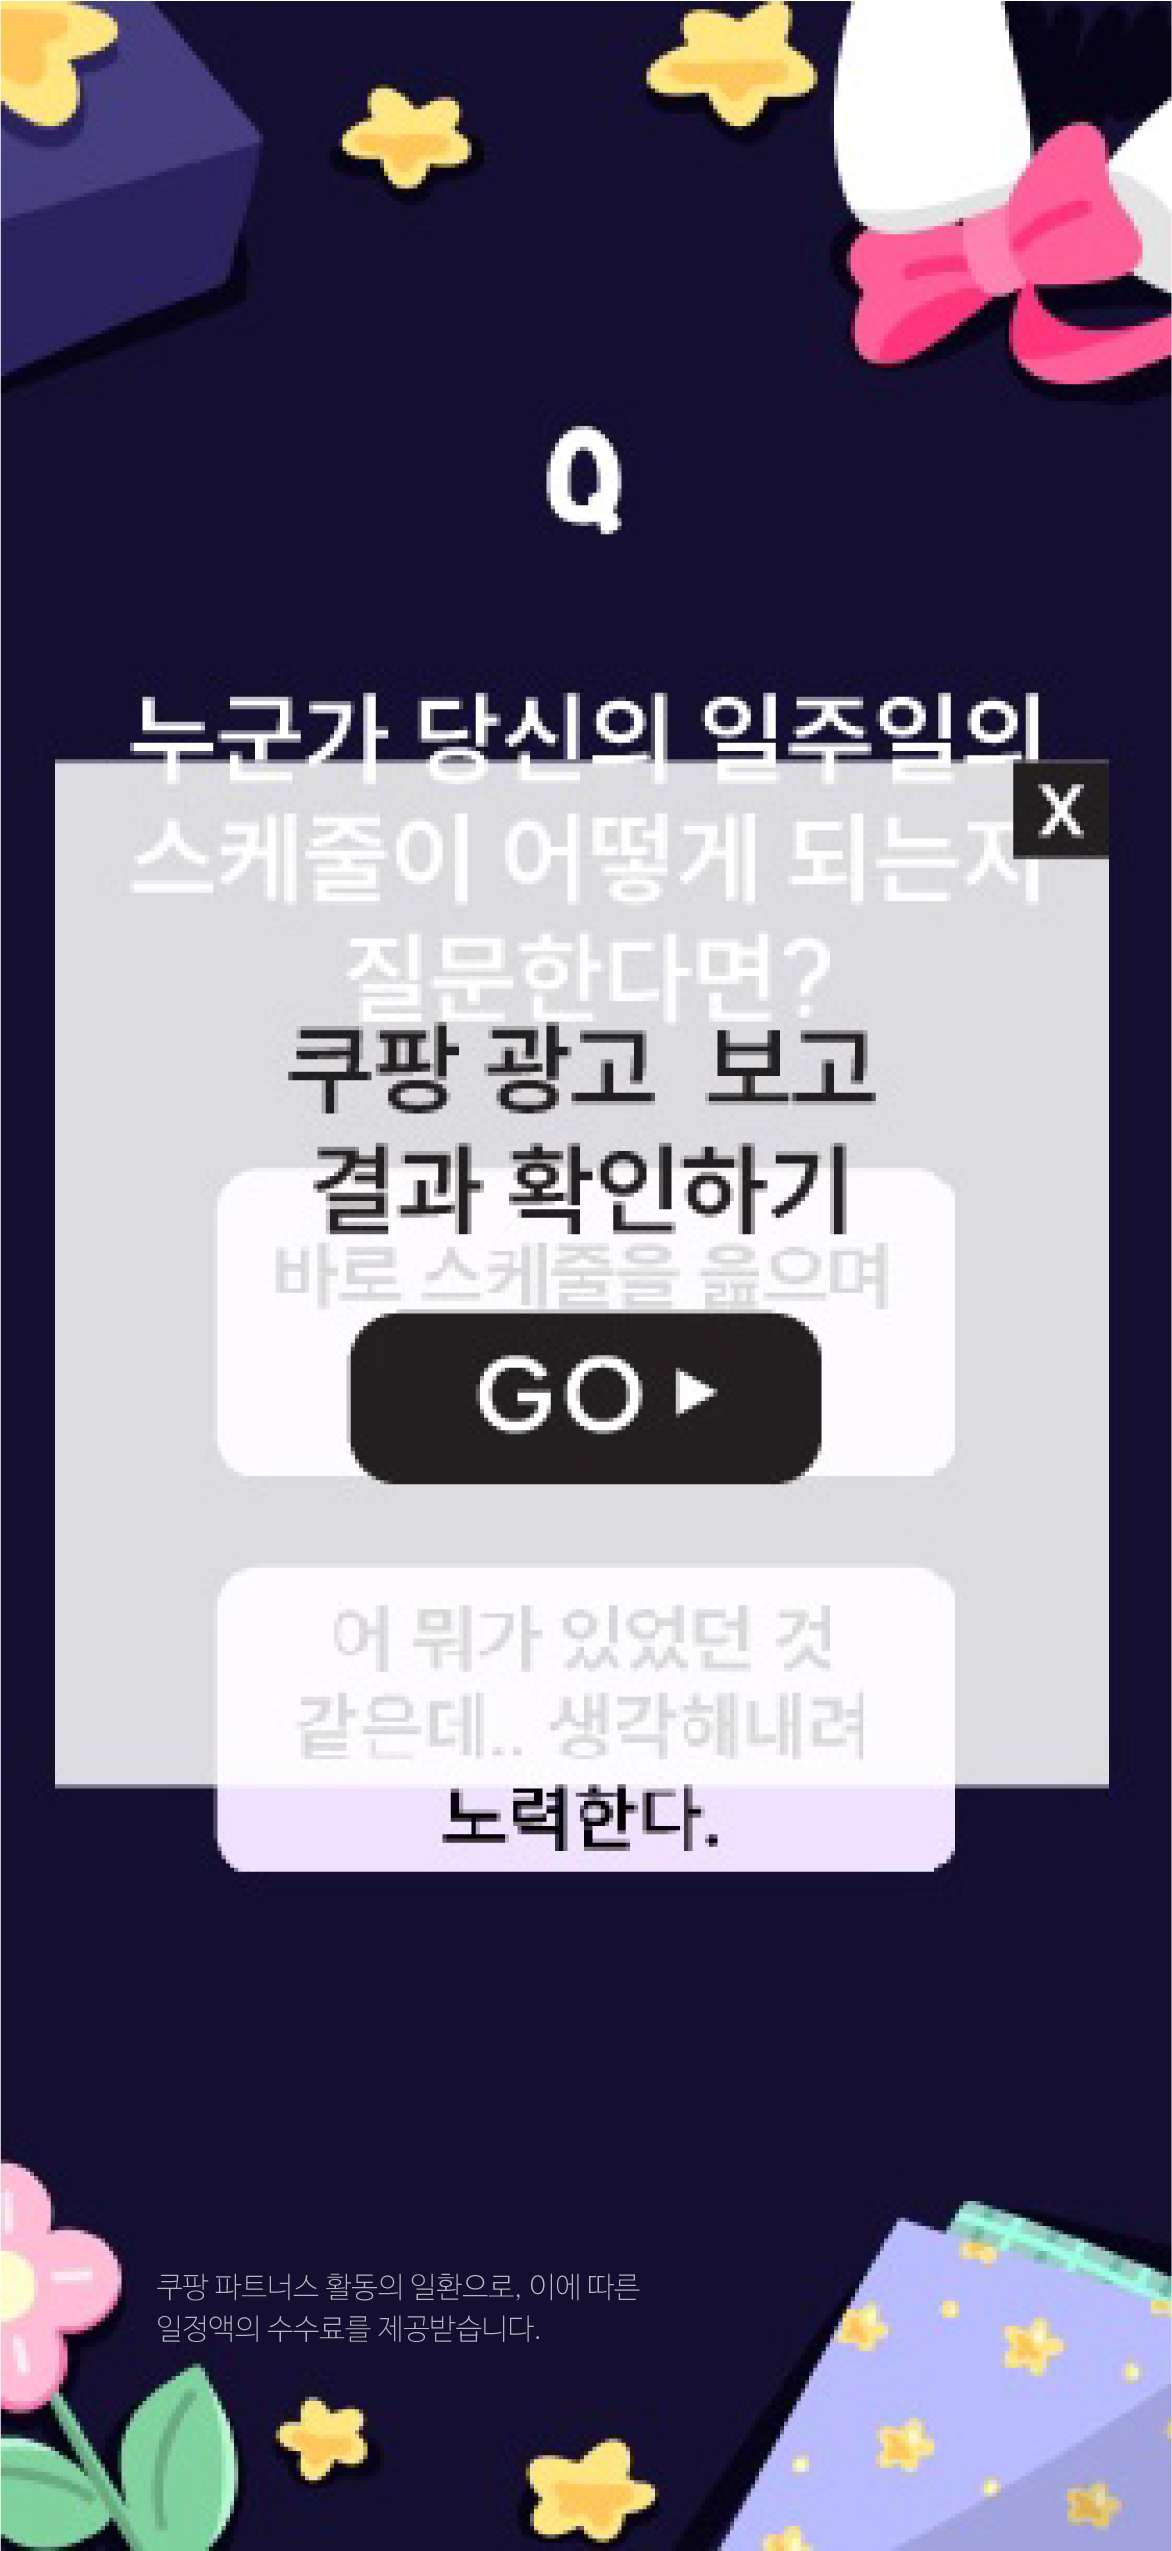 Q
누군가 당신의 일주일의
X
스케줄이 어떻게 되는지
질문한다면?
쿠팡 광고 보고
결과 확인하기
바로 스케줄을 읊으며
GO
어 뭐가 있었던 것
같은데.. 생각해내려
노력한다.
쿠팡 파트너스 활동의 일환으로, 이에 따른
일정액의 수수료를 제공받습니다.